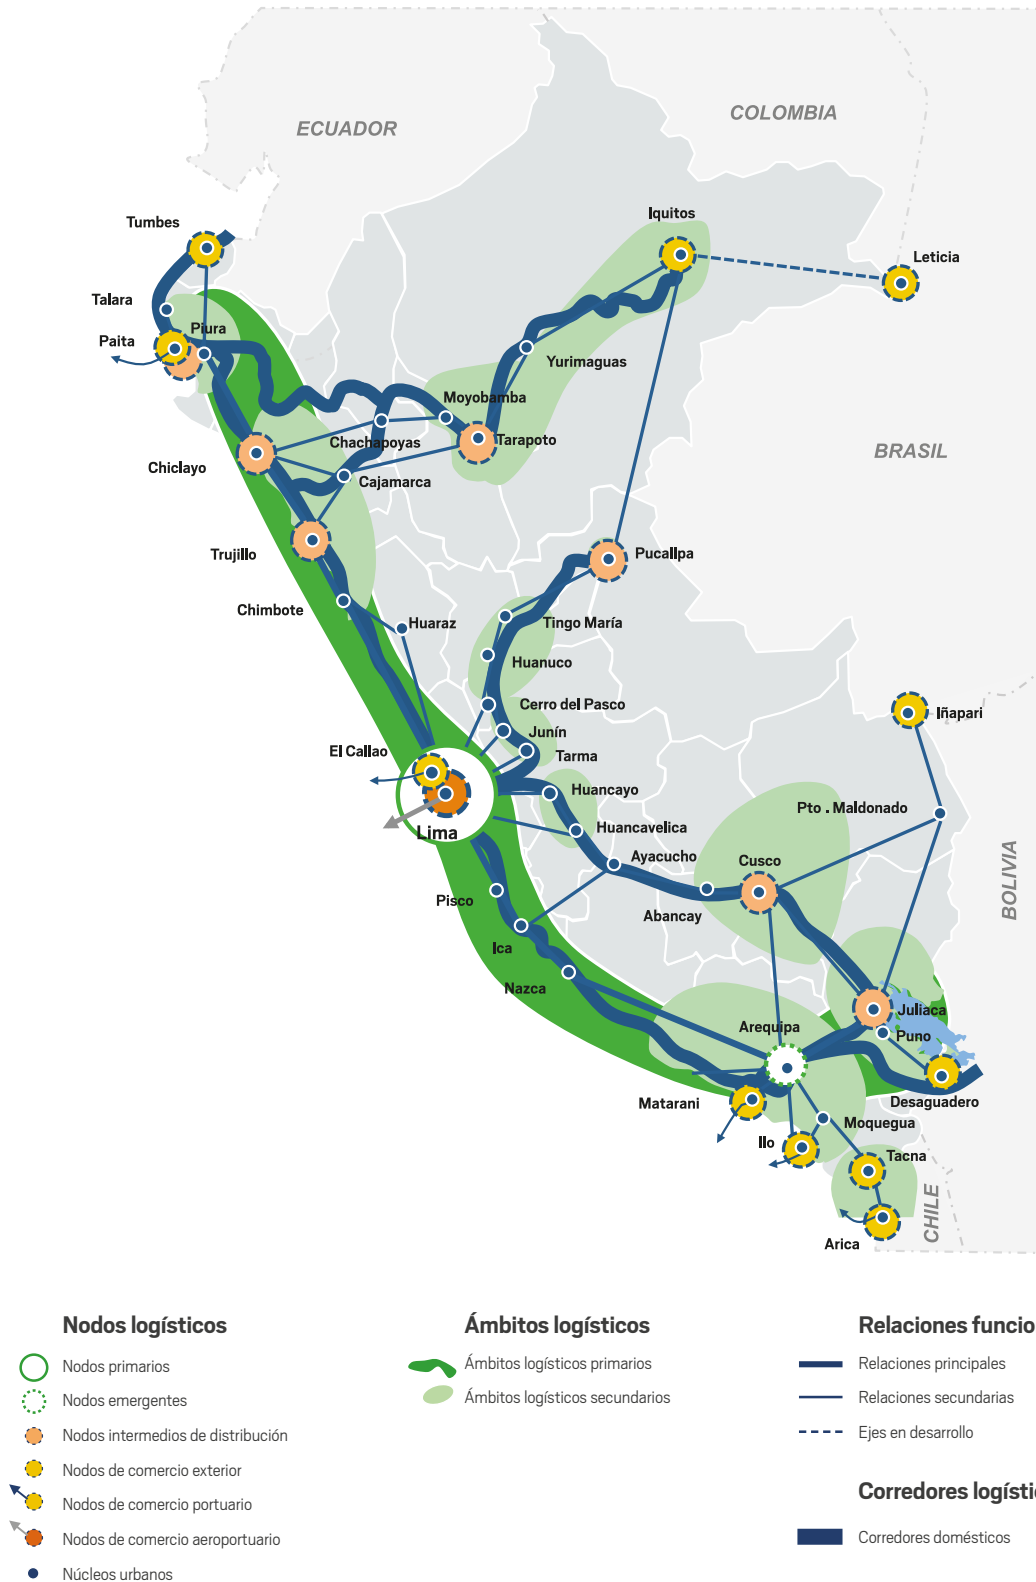 ECUADOR
COLOMBIA
Iquitos
Tumbes
Leticia
Talara
Piura
Paita
Yurimaguas
Moyobamba
Chachapoyas
Tarapoto
BRASIL
Chiclayo
Cajamarca
Trujillo
Pucallpa
Chimbote
Huaraz
Tingo María
Huanuco
Cerro del Pasco
Iñapari
Junín
El Callao
Tarma
Huancayo
Pto . Maldonado
Lima
Huancavelica
Ayacucho
Cusco
BOLIVIA
Pisco
Abancay
Ica
Nazca
Juliaca
Arequipa
Puno
Matarani
Desaguadero
Moquegua
Ilo
Tacna
CHILE
Arica
Nodos logísticos
Nodos primarios
Nodos emergentes
Nodos intermedios de distribución
Nodos de comercio exterior
Nodos de comercio portuario
Nodos de comercio aeroportuario
Núcleos urbanos
Ámbitos logísticos
Ámbitos logísticos primarios
Ámbitos logísticos secundarios
Relaciones funcio
Relaciones principales
Relaciones secundarias
Ejes en desarrollo
Corredores logístic
Corredores domésticos